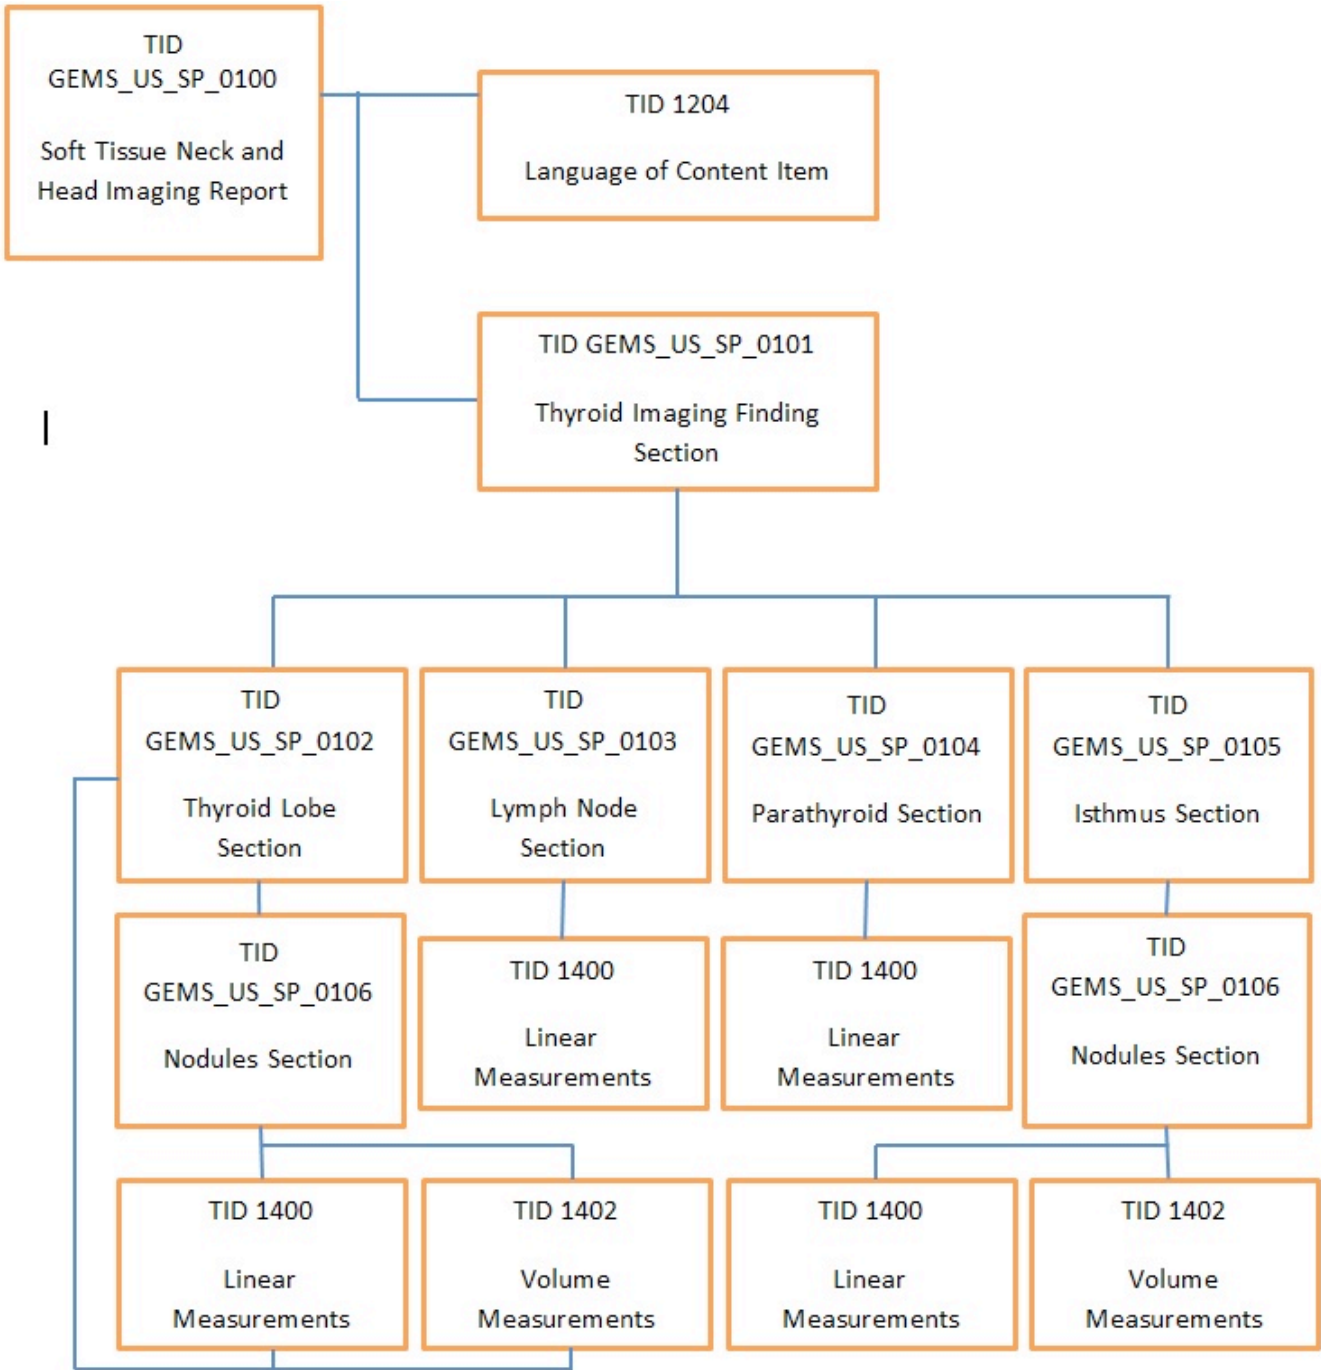 TID
GEMS_US_SP_0100
Soft Tissue Neck and
Head Imaging Report
TID 1204
Language of Content Item
TID GEMS_US_SP_0101
Thyroid Imaging Finding
Section
TID
GEMS_US_SP_0102
Thyroid Lobe
Section
TID
GEMS_US_SP_0103
Lymph Node
Section
TID
GEMS_US_SP_0104
Parathyroid Section
TID
GEMS_US_SP_0105
Isthmus Section
TID
GEMS_US_SP_0106
Nodules Section
TID 1400
Linear
Measurements
TID 1400
Linear
Measurements
TID
GEMS_US_SP_0106
Nodules Section
TID 1400
Linear
Measurements
TID 1402
Volume
Measurements
TID 1400
Linear
Measurements
TID 1402
Volume
Measurements